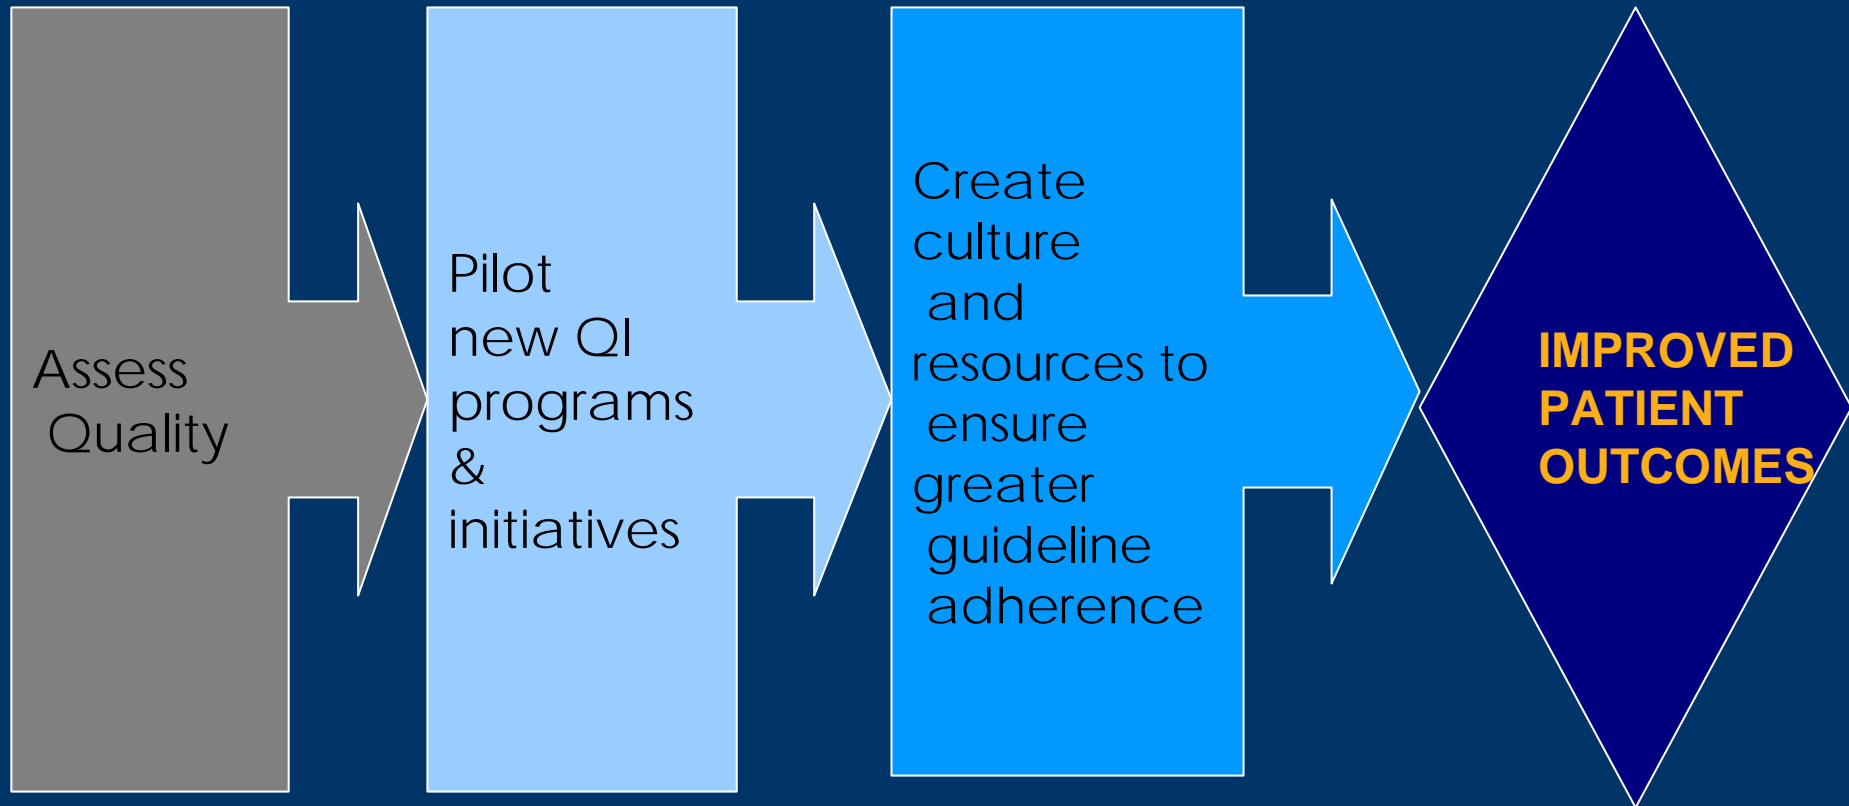 Assess
Quality
Pilot
new QI
programs
&
initiatives
Create
culture
and
resources to
ensure
greater
guideline
adherence
IMPROVED
PATIENT
OUTCOMES